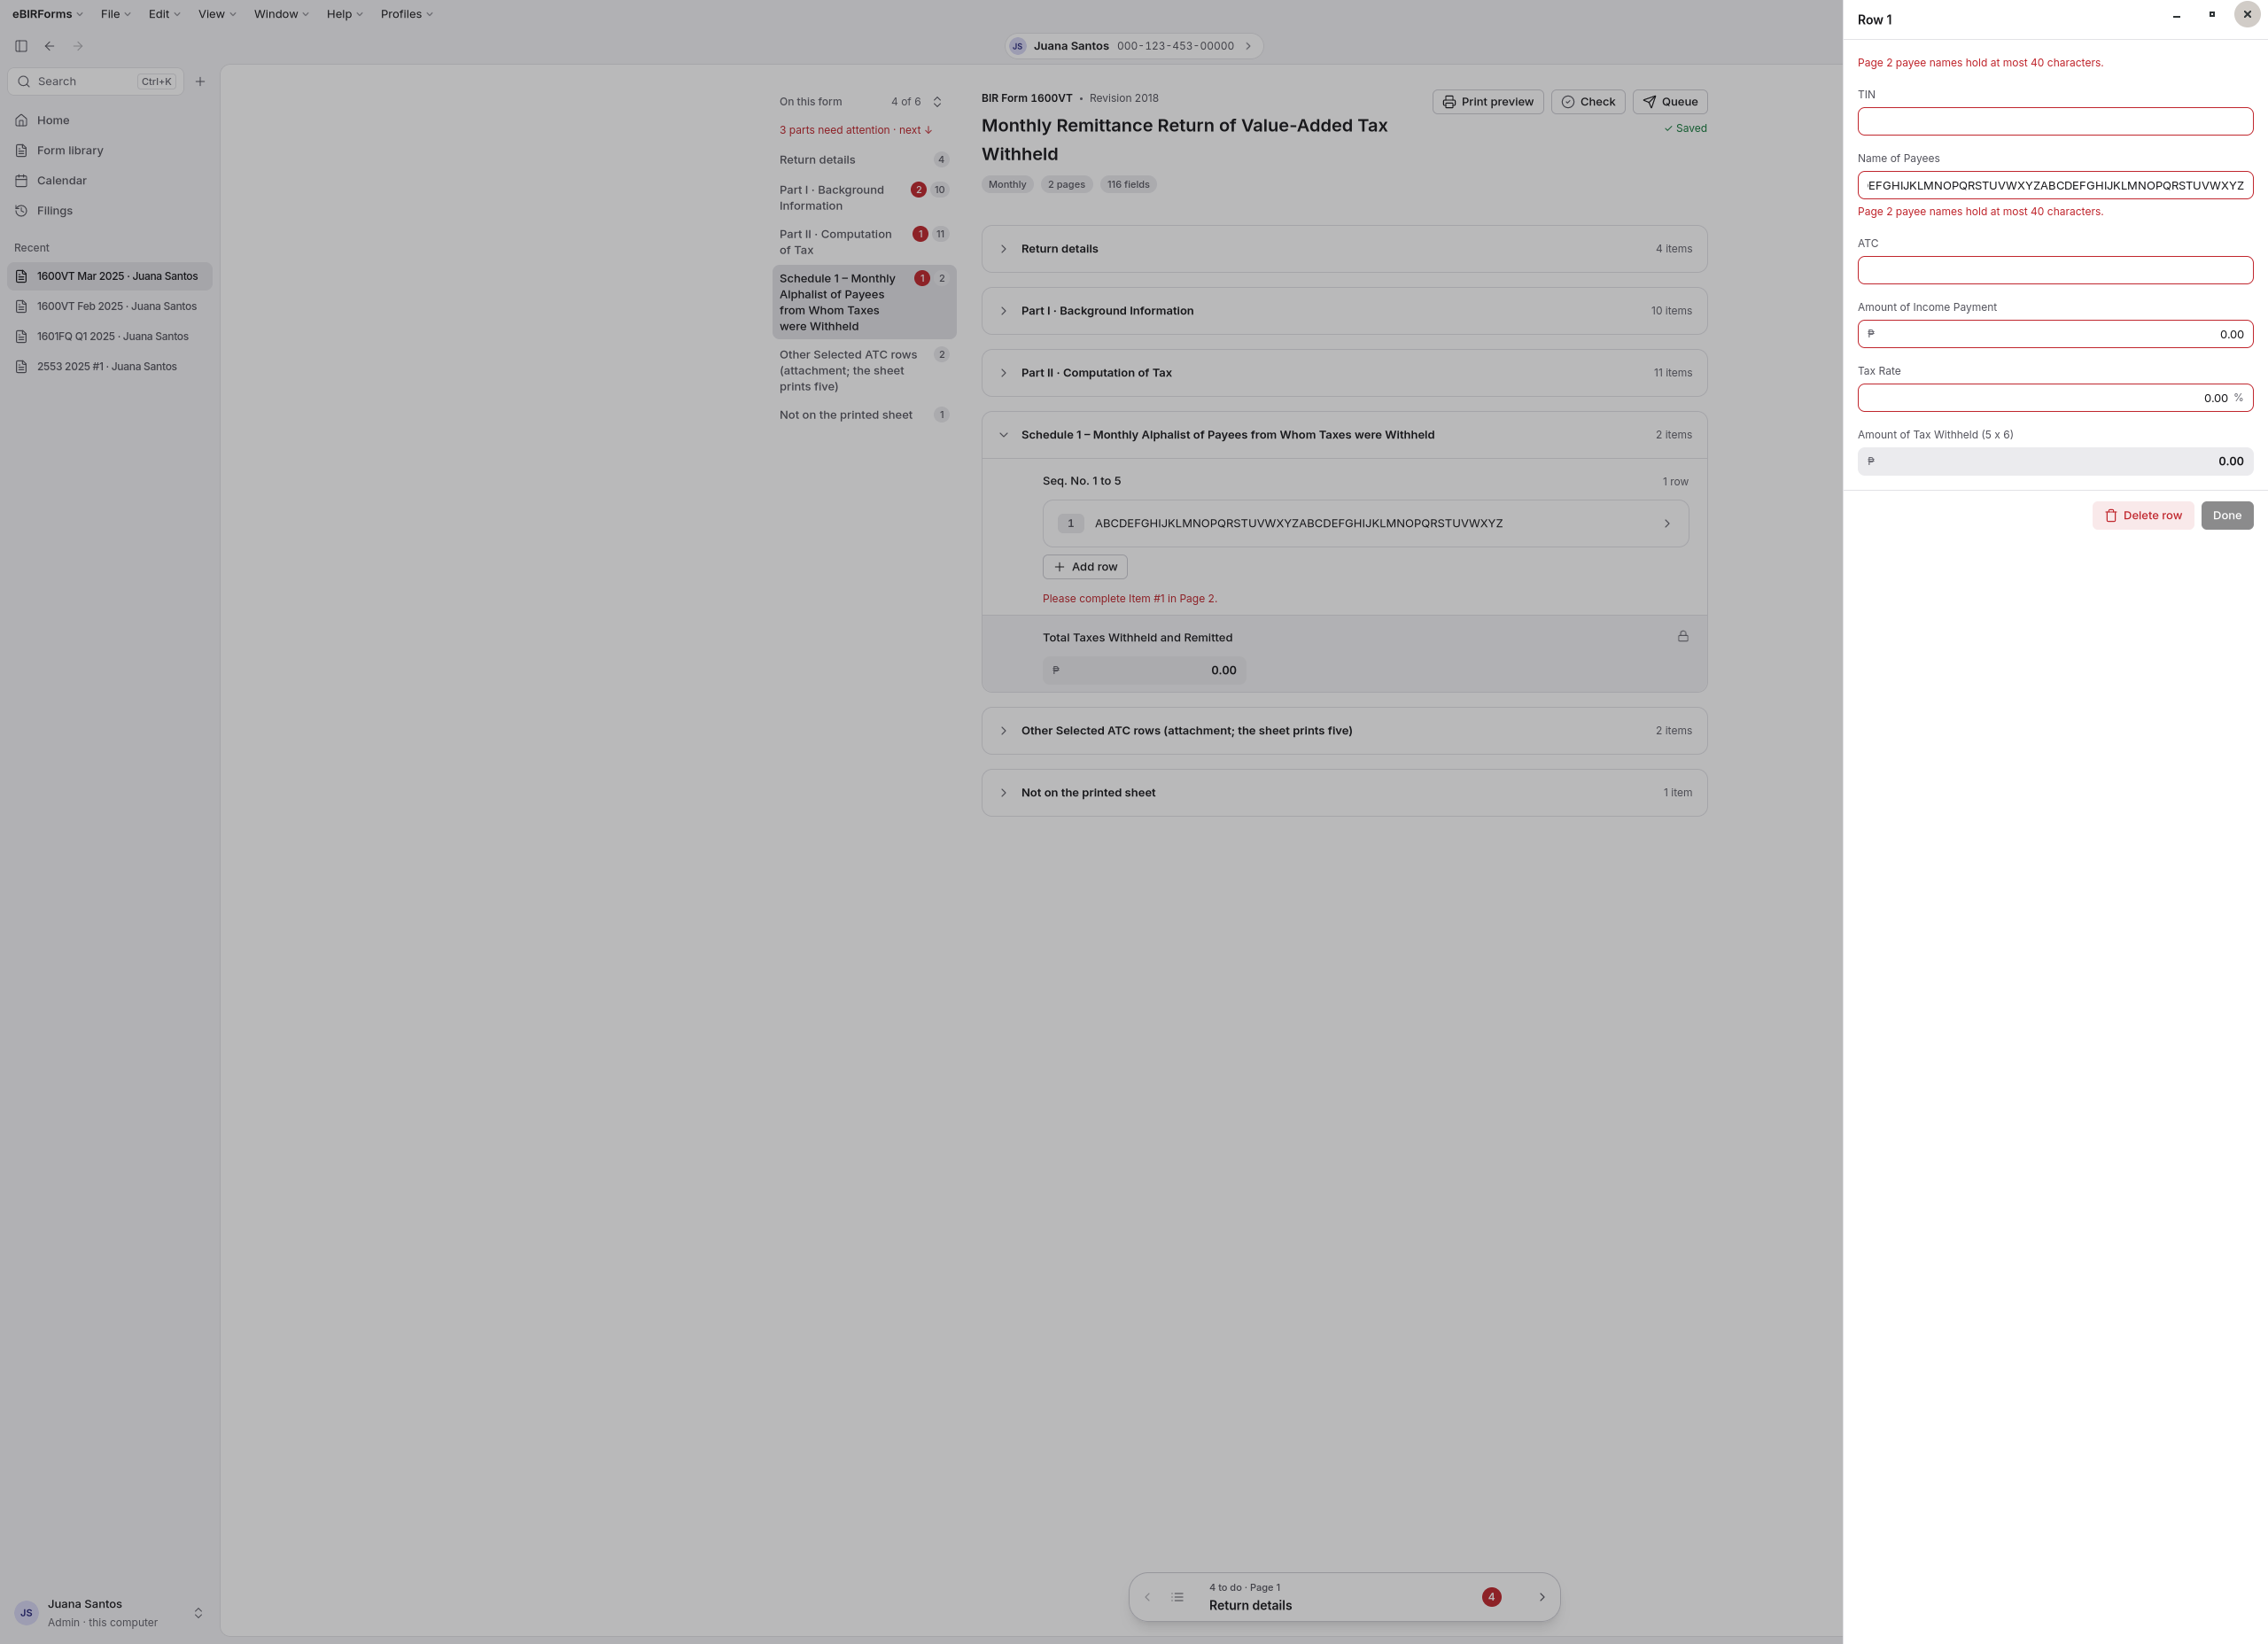 eBIRForms File Edit View Window Help Profiles
JS Juana Santos 000-123-453-00000
Search Ctrl+K
Home
Form library
Calendar
Filings
Recent
1600VT Mar 2025 · Juana Santos
1600VT Feb 2025 · Juana Santos
1601FQ Q1 2025 · Juana Santos
2553 2025 #1 · Juana Santos
JS Juana Santos
Admin · this computer
On this form 4 of 6
3 parts need attention · next ↓
Return details 4
Part I · Background 2 10
Information
Part II · Computation 1 11
of Tax
Schedule 1 – Monthly 1 2
Alphalist of Payees
from Whom Taxes
were Withheld
Other Selected ATC rows 2
(attachment; the sheet
prints five)
Not on the printed sheet 1
BIR Form 1600VT • Revision 2018
Print preview Check Queue
Monthly Remittance Return of Value-Added Tax
Withheld
✓ Saved
Monthly 2 pages 116 fields
Return details 4 items
Part I · Background Information 10 items
Part II · Computation of Tax 11 items
Schedule 1 – Monthly Alphalist of Payees from Whom Taxes were Withheld 2 items
Seq. No. 1 to 5 1 row
1 ABCDEFGHIJKLMNOPQRSTUVWXYZABCDEFGHIJKLMNOPQRSTUVWXYZ
Add row
Please complete Item #1 in Page 2.
Total Taxes Withheld and Remitted
₱ 0.00
Other Selected ATC rows (attachment; the sheet prints five) 2 items
Not on the printed sheet 1 item
4 to do · Page 1
Return details 4
Row 1
Page 2 payee names hold at most 40 characters.
TIN
Name of Payees
EFGHIJKLMNOPQRSTUVWXYZABCDEFGHIJKLMNOPQRSTUVWXYZ
Page 2 payee names hold at most 40 characters.
ATC
Amount of Income Payment
₱ 0.00
Tax Rate
0.00 %
Amount of Tax Withheld (5 x 6)
₱ 0.00
Delete row Done